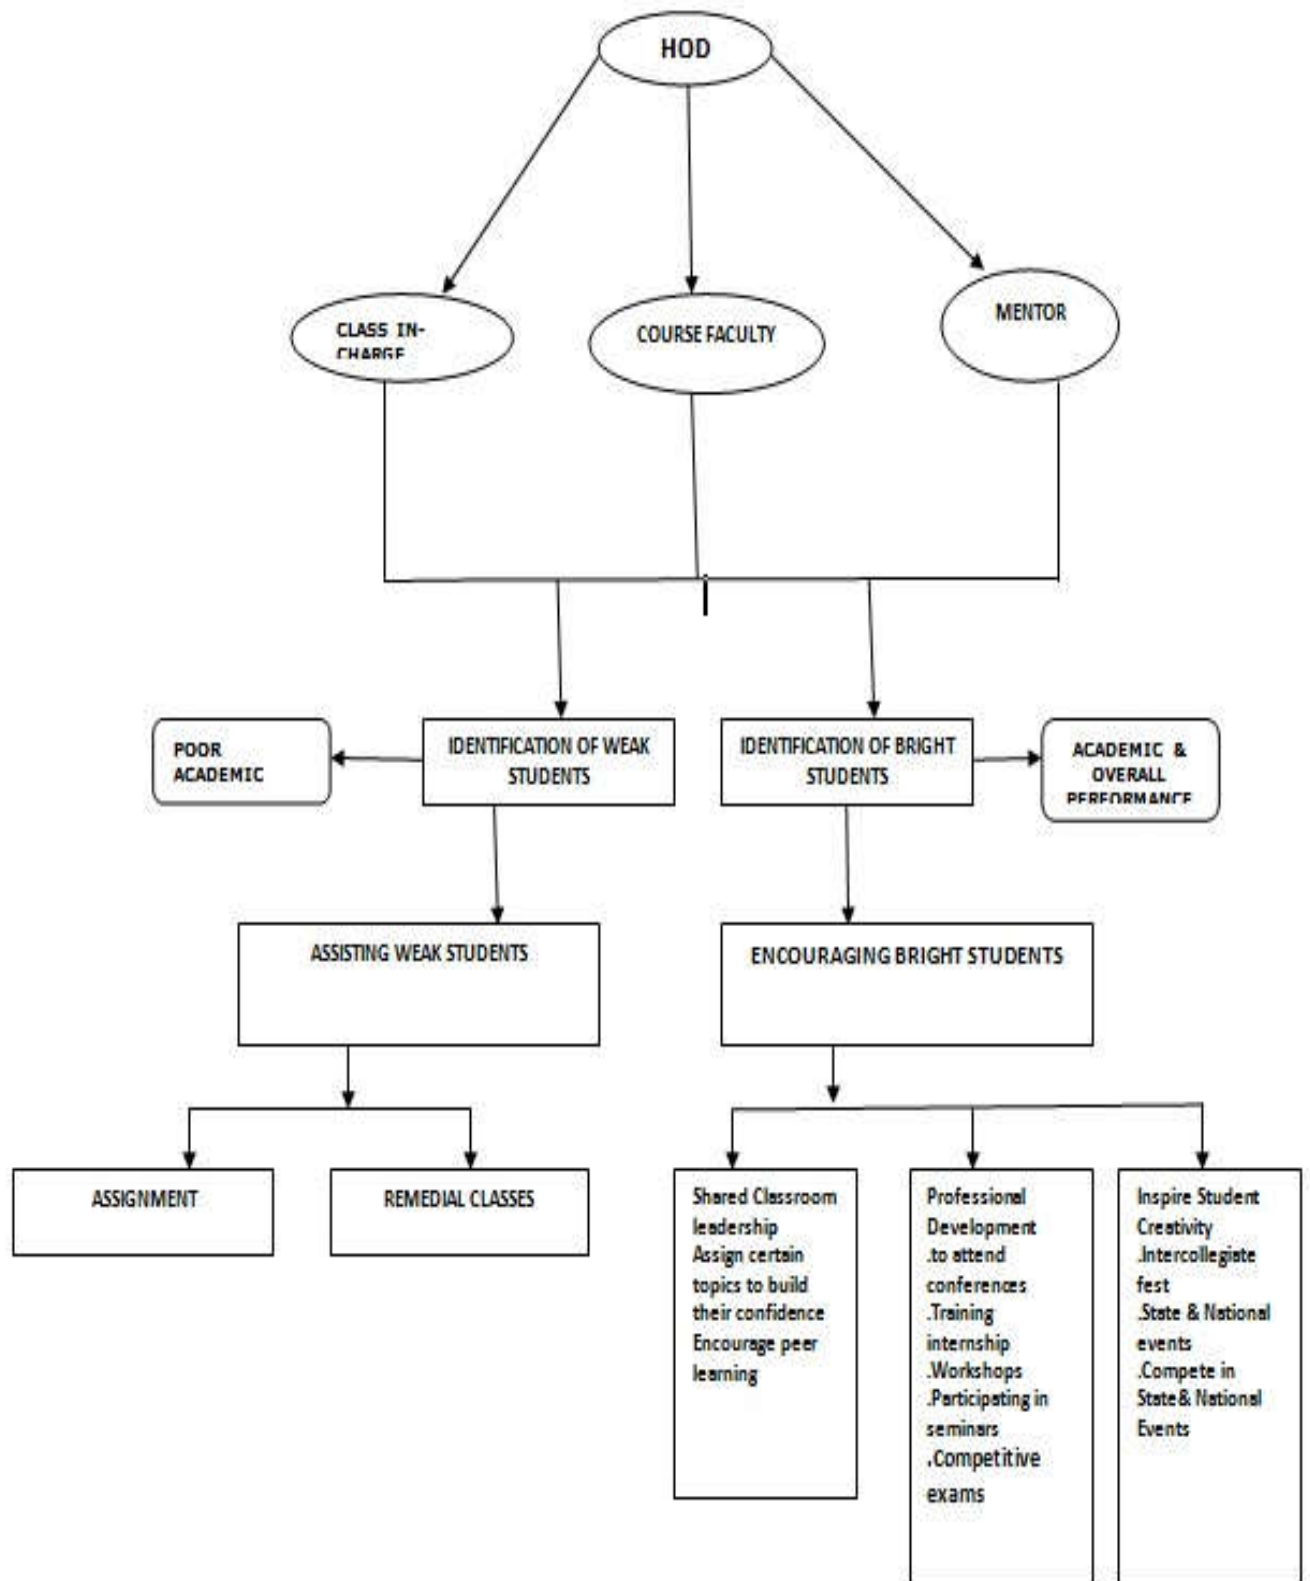 HOD
CLASS IN-
CHARGE
COURSE FACULTY
MENTOR
POOR
ACADEMIC
IDENTIFICATION OF WEAK
STUDENTS
IDENTIFICATION OF BRIGHT
STUDENTS
ACADEMIC &
OVERALL
PERFORMANCE
ASSISTING WEAK STUDENTS
ENCOURAGING BRIGHT STUDENTS
ASSIGNMENT
REMEDIAL CLASSES
Shared Classroom
leadership
Assign certain
topics to build
their confidence
Encourage peer
learning
Professional
Development
.to attend
conferences
.Training
internship
.Workshops
.Participating in
seminars
.Competitive
exams
Inspire Student
Creativity
.Intercollegiate
fest
.State & National
events
.Compete in
State& National
Events